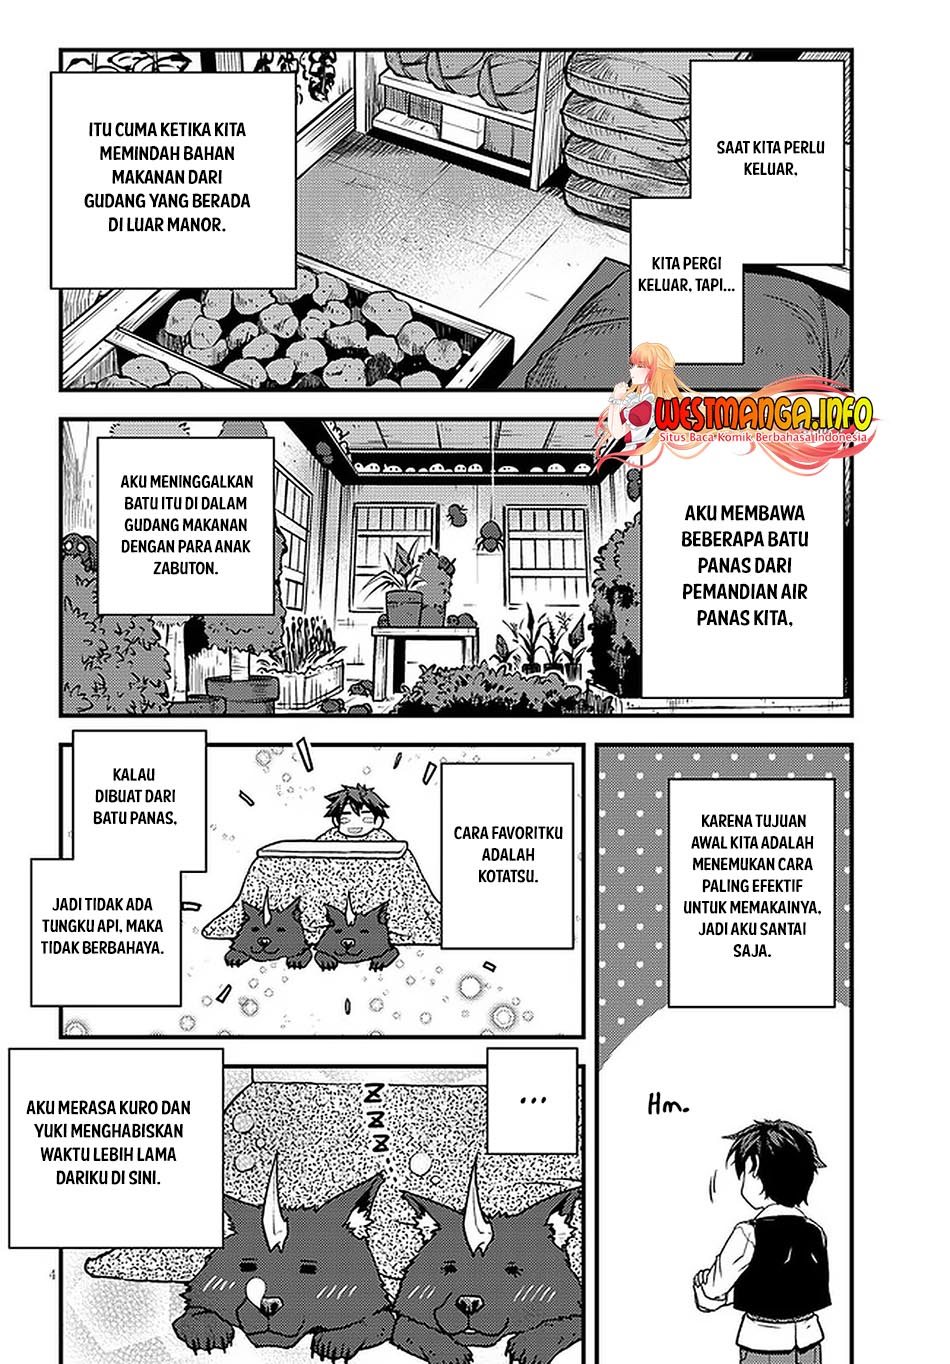 SAAT KITA PERLU
KELUAR,
KITA PERGI
KELUAR, TAPI...
ITU CUMA KETIKA KITA
MEMINDAH BAHAN
MAKANAN DARI
GUDANG YANG BERADA
DI LUAR MANOR.
WESTMANGA.INFO
Situs Baca Komik Berbahasa Indonesia
AKU MEMBAWA
BEBERAPA BATU
PANAS DARI
PEMANDIAN AIR
PANAS KITA,
AKU MENINGGALKAN
BATU ITU DI DALAM
GUDANG MAKANAN
DENGAN PARA ANAK
ZABUTON.
KARENA TUJUAN
AWAL KITA ADALAH
MENEMUKAN CARA
PALING EFEKTIF
UNTUK MEMAKAINYA,
JADI AKU SANTAI
SAJA.
Hm.
CARA FAVORITKU
ADALAH
KOTATSU.
KALAU
DIBUAT DARI
BATU PANAS,
JADI TIDAK ADA
TUNGKU API, MAKA
TIDAK BERBAHAYA.
...
Z
Z
Z
AKU MERASA KURO DAN
YUKI MENGHABISKAN
WAKTU LEBIH LAMA
DARIKU DI SINI.
4